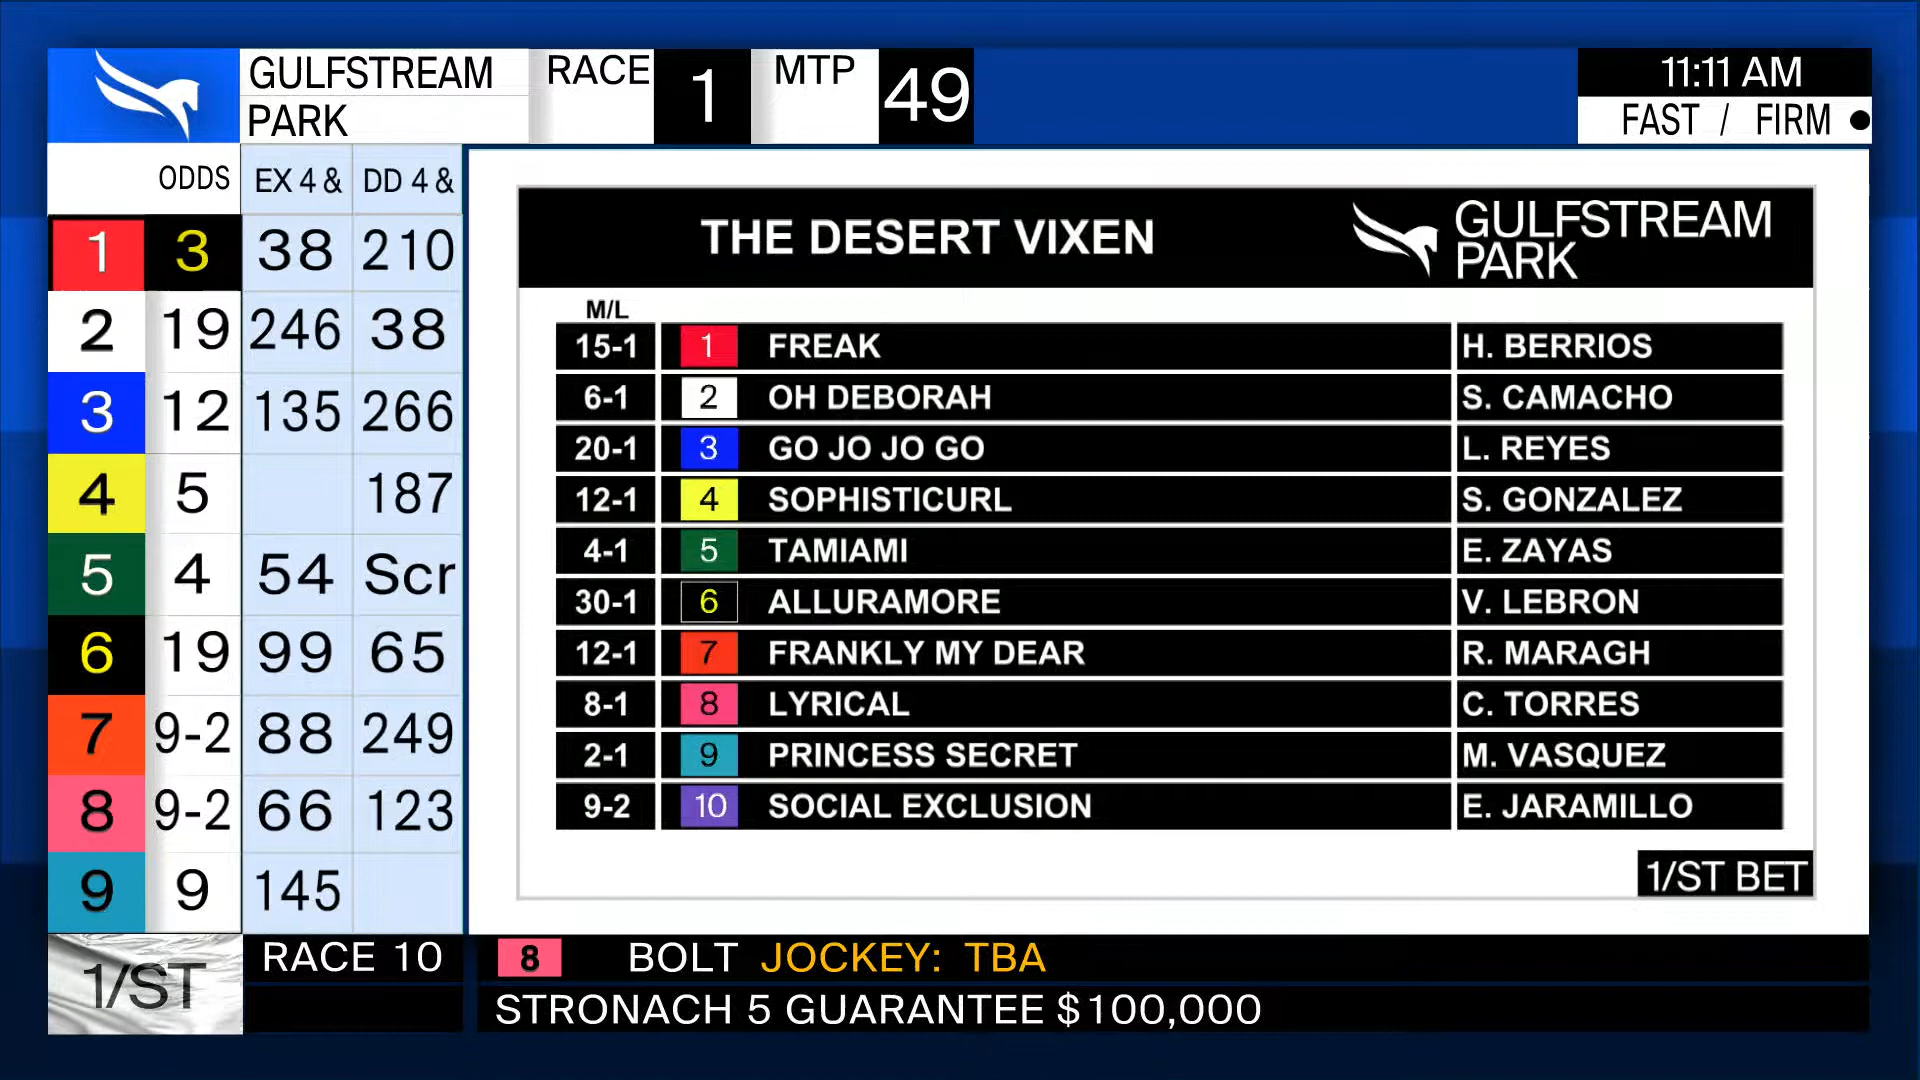 GULFSTREAM PARK RACE 1 MTP 49 11:11 AM
FAST / FIRM
ODDS EX 4 & DD 4 &
1 3 38 210
2 19 246 38
3 12 135 266
4 5 187
5 4 54 Scr
6 19 99 65
7 9-2 88 249
8 9-2 66 123
9 9 145
THE DESERT VIXEN GULFSTREAM PARK
M/L
15-1 1 FREAK H. BERRIOS
6-1 2 OH DEBORAH S. CAMACHO
20-1 3 GO JO JO GO L. REYES
12-1 4 SOPHISTICURL S. GONZALEZ
4-1 5 TAMIAMI E. ZAYAS
30-1 6 ALLURAMORE V. LEBRON
12-1 7 FRANKLY MY DEAR R. MARAGH
8-1 8 LYRICAL C. TORRES
2-1 9 PRINCESS SECRET M. VASQUEZ
9-2 10 SOCIAL EXCLUSION E. JARAMILLO
1/ST BET
1/ST RACE 10 8 BOLT JOCKEY: TBA
STRONACH 5 GUARANTEE $100,000